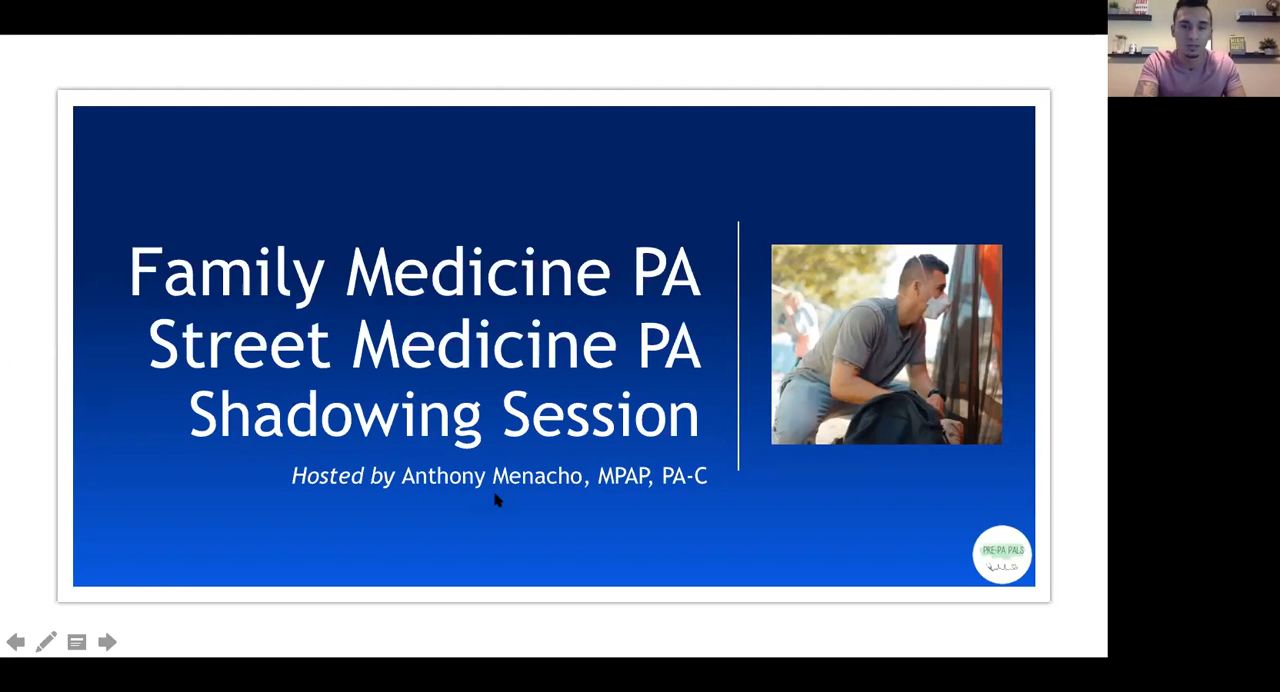 Family Medicine PA
Street Medicine PA
Shadowing Session
Hosted by Anthony Menacho, MPAP, PA-C
PRE-PA PALS